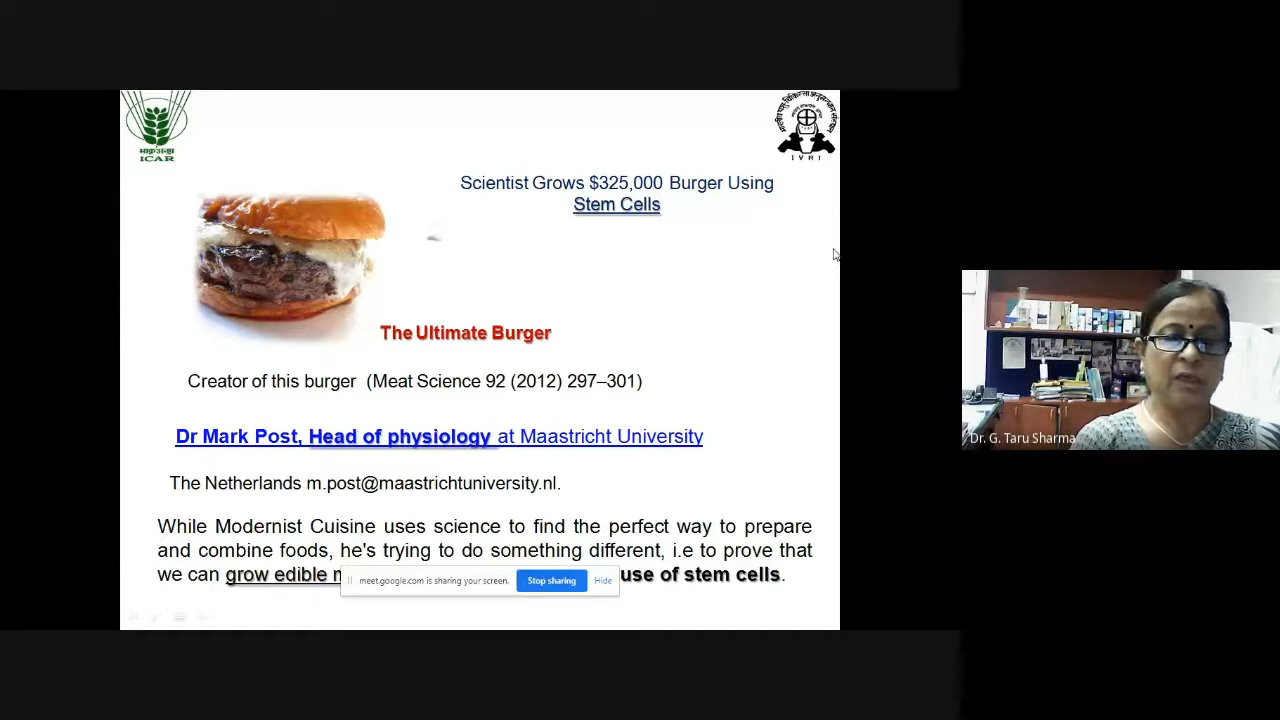 ICAR
IVRI
Scientist Grows $325,000 Burger Using
Stem Cells
The Ultimate Burger
Creator of this burger (Meat Science 92 (2012) 297–301)
Dr Mark Post, Head of physiology at Maastricht University
The Netherlands m.post@maastrichtuniversity.nl.
While Modernist Cuisine uses science to find the perfect way to prepare
and combine foods, he's trying to do something different, i.e to prove that
we can grow edible use of stem cells.
meet.google.com is sharing your screen. Stop sharing Hide
Dr. G. Taru Sharma